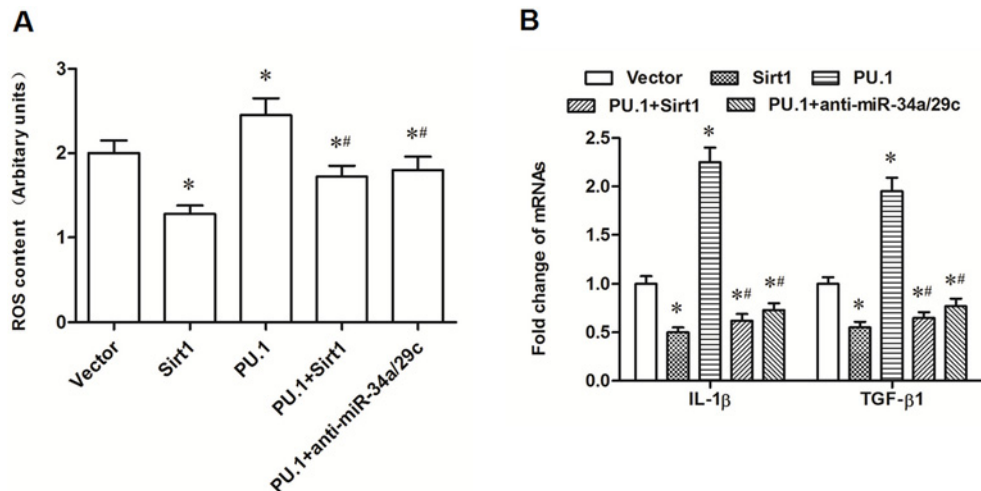 A
ROS content (Arbitary units)
3
2
1
0
*
*
*#
*#
Vector
Sirt1
PU.1
PU.1+Sirt1
PU.1+anti-miR-34a/29c
B
Vector Sirt1 PU.1
PU.1+Sirt1 PU.1+anti-miR-34a/29c
Fold change of mRNAs
2.5
2.0
1.5
1.0
0.5
0.0
* * *# *#
* * *# *#
IL-1β TGF-β1